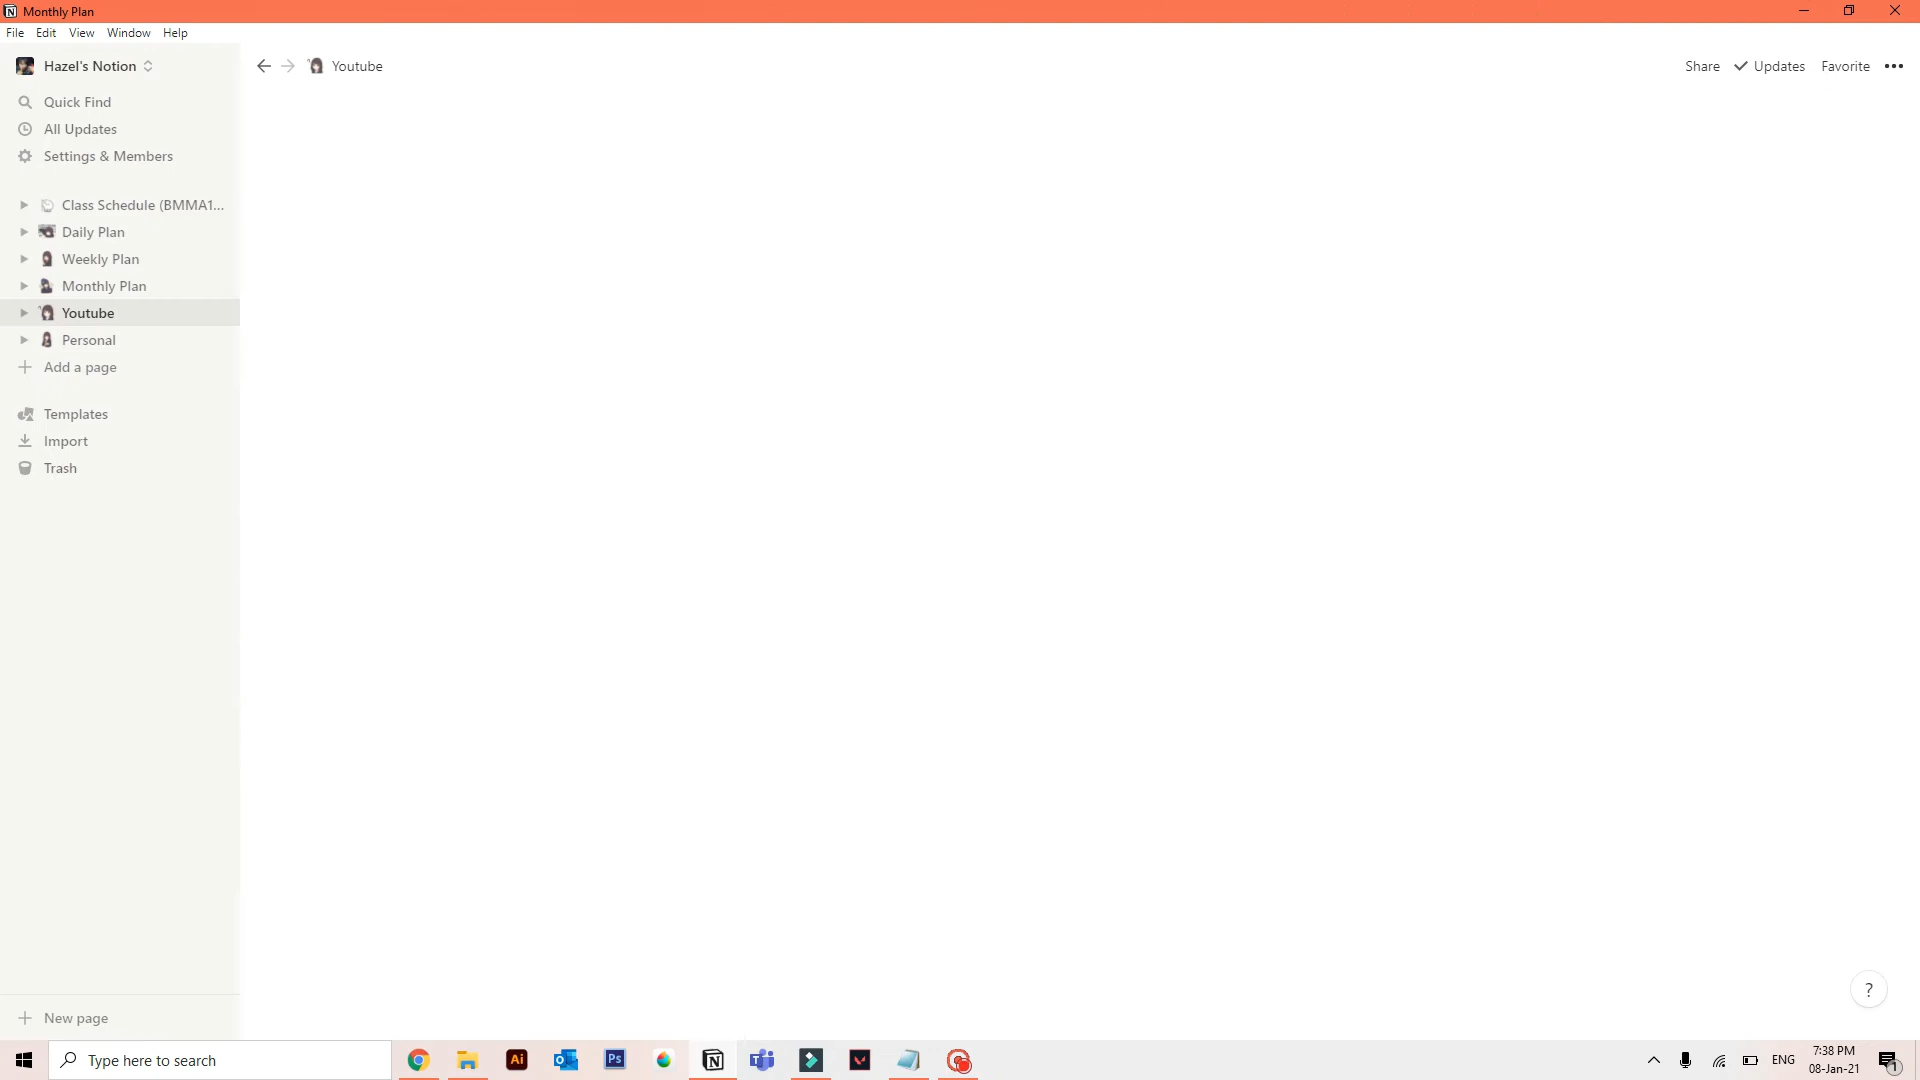 Monthly Plan
File Edit View Window Help
Hazel's Notion
Youtube
Share Updates Favorite
Quick Find
All Updates
Settings & Members
Class Schedule (BMMA1...
Daily Plan
Weekly Plan
Monthly Plan
Youtube
Personal
Add a page
Templates
Import
Trash
?
New page
Type here to search
Ai
Ps
ENG
7:38 PM
08-Jan-21
1